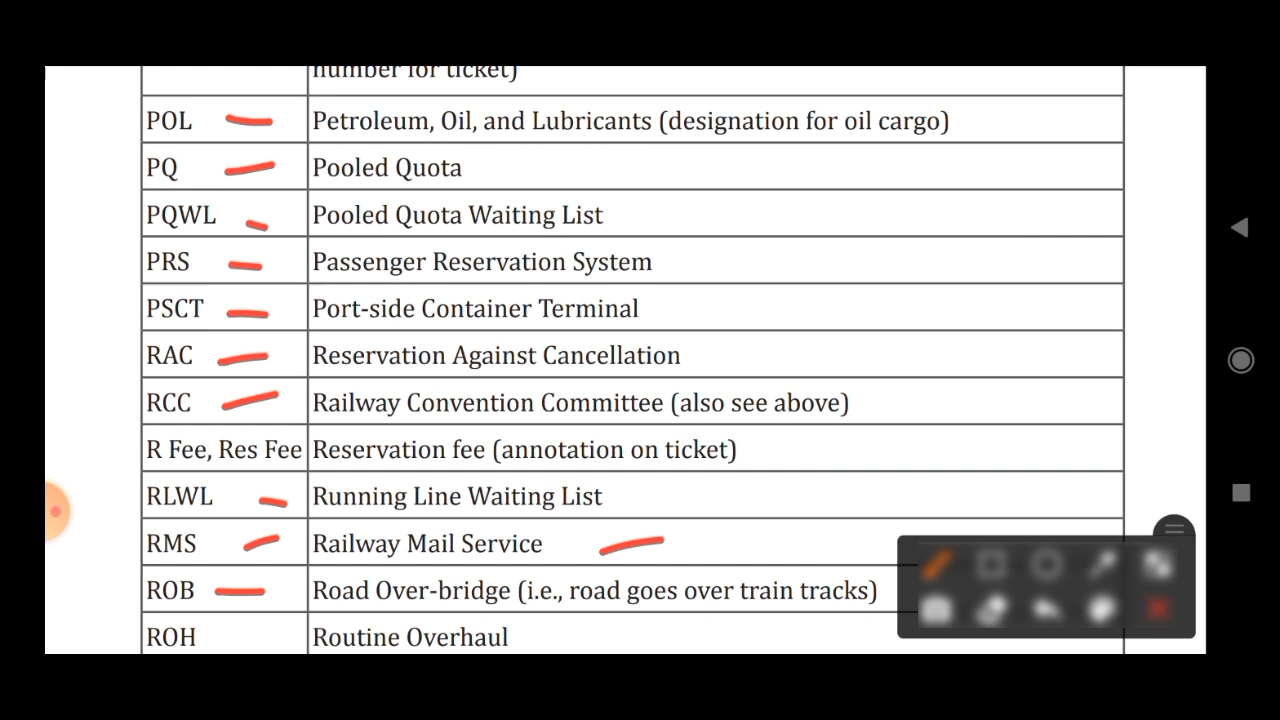 number for ticket)
POL Petroleum, Oil, and Lubricants (designation for oil cargo)
PQ Pooled Quota
PQWL Pooled Quota Waiting List
PRS Passenger Reservation System
PSCT Port-side Container Terminal
RAC Reservation Against Cancellation
RCC Railway Convention Committee (also see above)
R Fee, Res Fee Reservation fee (annotation on ticket)
RLWL Running Line Waiting List
RMS Railway Mail Service
ROB Road Over-bridge (i.e., road goes over train tracks)
ROH Routine Overhaul